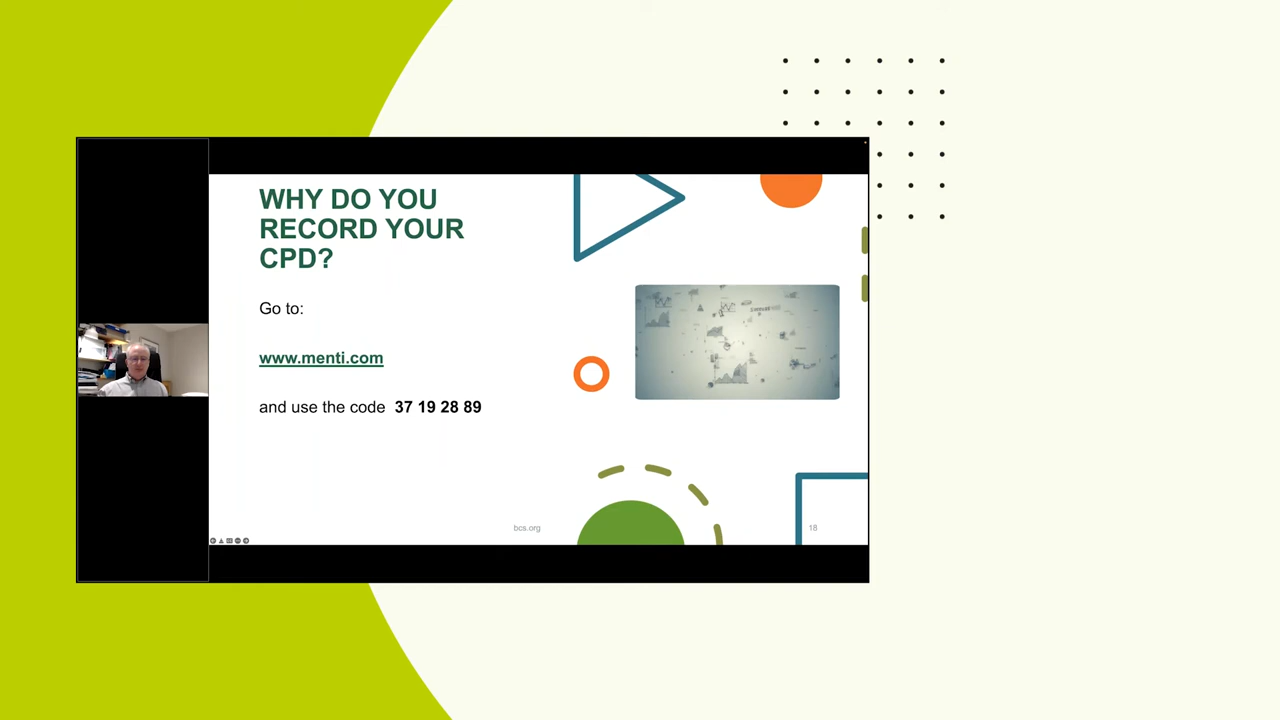 WHY DO YOU
RECORD YOUR
CPD?
Go to:
www.menti.com
and use the code 37 19 28 89
bcs.org
18